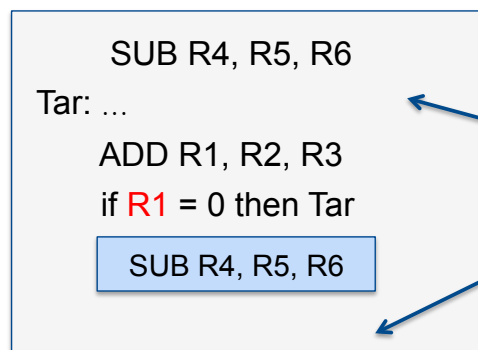 SUB R4, R5, R6
Tar: ...
ADD R1, R2, R3
if R1 = 0 then Tar
SUB R4, R5, R6